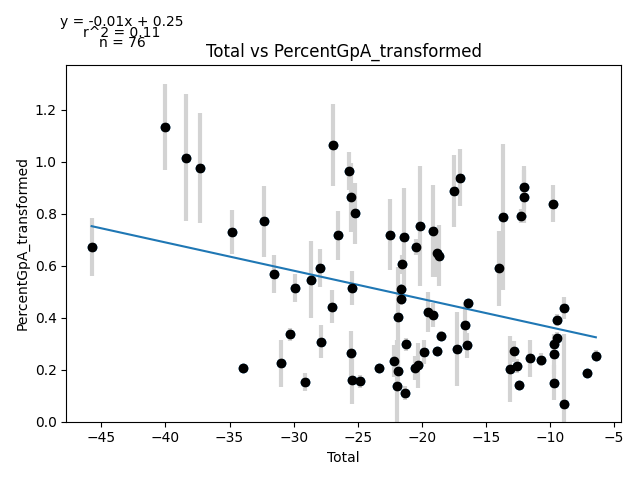 y = -0.01x + 0.25
r^2 = 0.11
n = 76
Total vs PercentGpA_transformed
PercentGpA_transformed
1.2
1.0
0.8
0.6
0.4
0.2
0.0
−45
−40
−35
−30
−25
−20
−15
−10
−5
Total